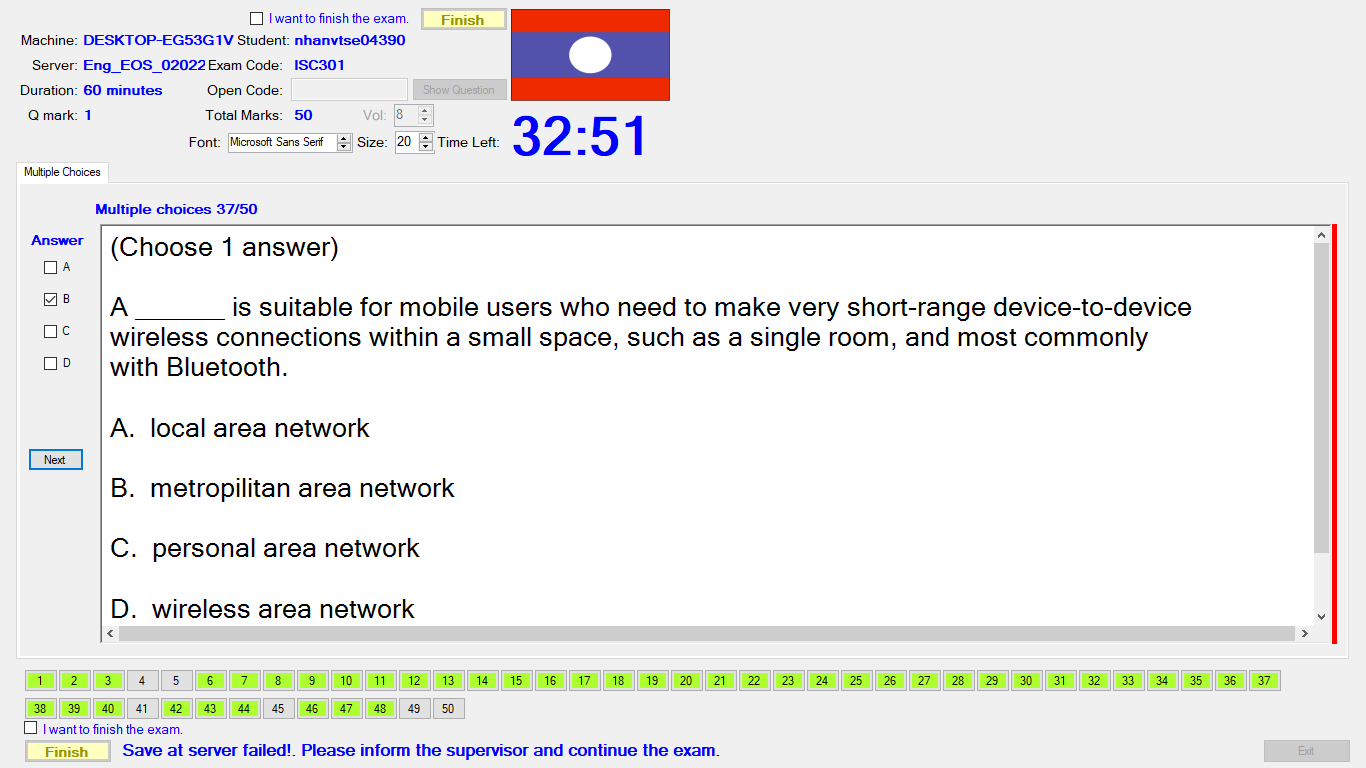 I want to finish the exam. Finish
Machine: DESKTOP-EG53G1V Student: nhanvtse04390
Server: Eng_EOS_02022 Exam Code: ISC301
Duration: 60 minutes Open Code: Show Question
Q mark: 1 Total Marks: 50 Vol: 8
Font: Microsoft Sans Serif Size: 20 Time Left: 32:51
Multiple Choices
Multiple choices 37/50
Answer
A
B
C
D
Next
(Choose 1 answer)
A ______ is suitable for mobile users who need to make very short-range device-to-device
wireless connections within a small space, such as a single room, and most commonly
with Bluetooth.
A. local area network
B. metropilitan area network
C. personal area network
D. wireless area network
1 2 3 4 5 6 7 8 9 10 11 12 13 14 15 16 17 18 19 20 21 22 23 24 25 26 27 28 29 30 31 32 33 34 35 36 37
38 39 40 41 42 43 44 45 46 47 48 49 50
I want to finish the exam.
Finish Save at server failed!. Please inform the supervisor and continue the exam. Exit